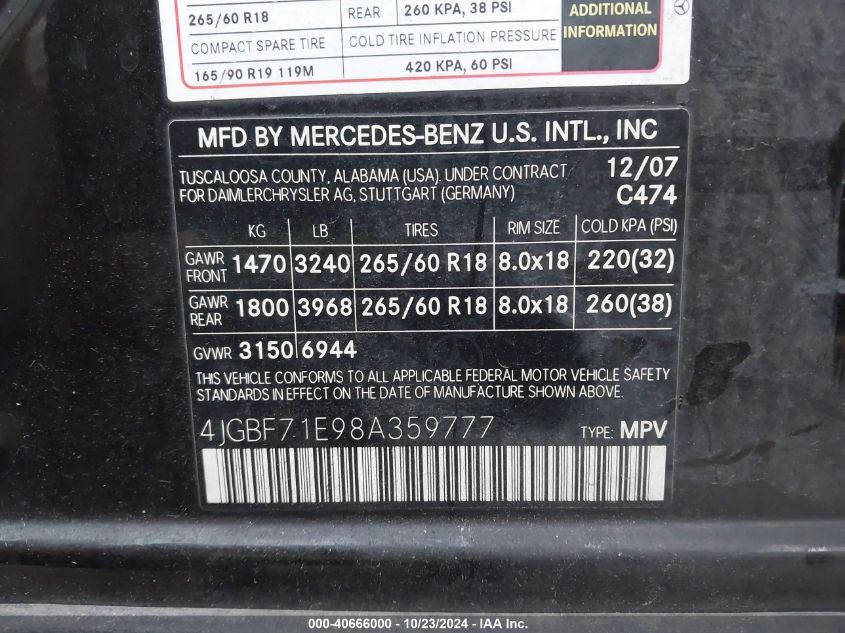 265/60 R18 REAR 260 KPA, 38 PSI
COMPACT SPARE TIRE COLD TIRE INFLATION PRESSURE
165/90 R19 119M 420 KPA, 60 PSI
ADDITIONAL
INFORMATION
MFD BY MERCEDES-BENZ U.S. INTL., INC
TUSCALOOSA COUNTY, ALABAMA (USA). UNDER CONTRACT 12/07
FOR DAIMLERCHRYSLER AG, STUTTGART (GERMANY) C474
KG LB TIRES RIM SIZE COLD KPA (PSI)
GAWR FRONT 1470 3240 265/60 R18 8.0x18 220(32)
GAWR REAR 1800 3968 265/60 R18 8.0x18 260(38)
GVWR 3150 6944
THIS VEHICLE CONFORMS TO ALL APPLICABLE FEDERAL MOTOR VEHICLE SAFETY
STANDARDS IN EFFECT ON THE DATE OF MANUFACTURE SHOWN ABOVE.
4JGBF71E98A359777 TYPE: MPV
000-40666000 - 10/23/2024 - IAA Inc.